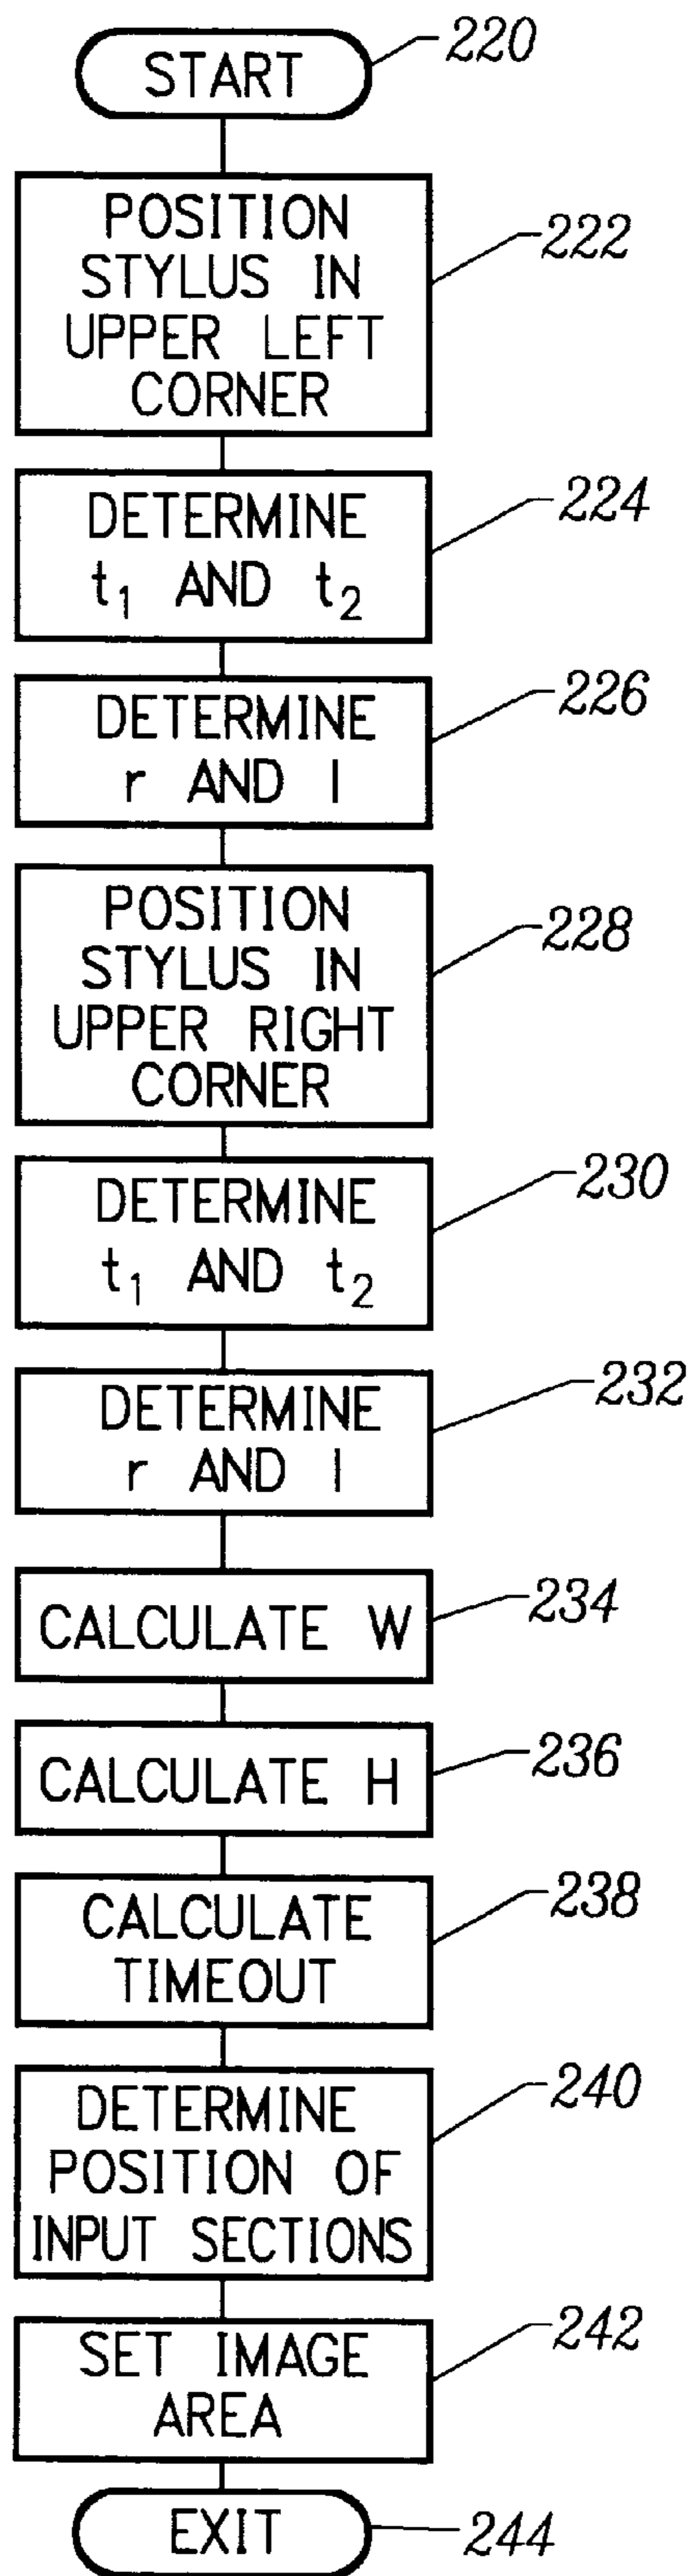 START
220
POSITION
STYLUS IN
UPPER LEFT
CORNER
222
DETERMINE
t₁ AND t₂
224
DETERMINE
r AND l
226
POSITION
STYLUS IN
UPPER RIGHT
CORNER
228
DETERMINE
t₁ AND t₂
230
DETERMINE
r AND l
232
CALCULATE W
234
CALCULATE H
236
CALCULATE
TIMEOUT
238
DETERMINE
POSITION OF
INPUT SECTIONS
240
SET IMAGE
AREA
242
EXIT
244